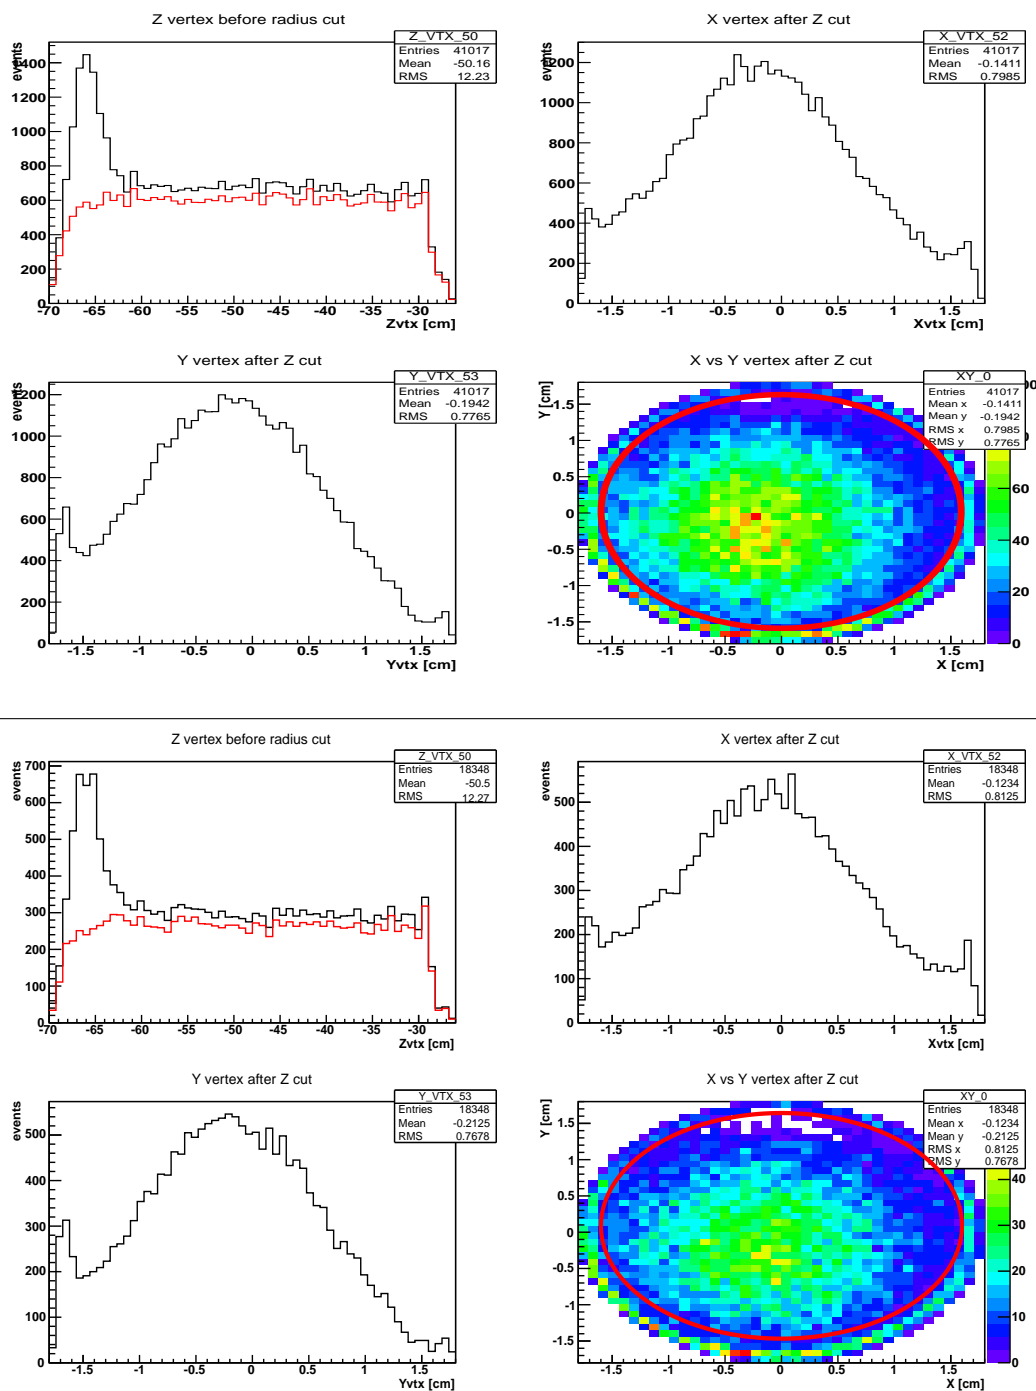 Z vertex before radius cut
events
Z_VTX_50
Entries 41017
Mean -50.16
RMS 12.23
1400
1200
1000
800
600
400
200
0
-70 -65 -60 -55 -50 -45 -40 -35 -30
Zvtx [cm]
X vertex after Z cut
events
X_VTX_52
Entries 41017
Mean -0.1411
RMS 0.7985
1200
1000
800
600
400
200
0
-1.5 -1 -0.5 0 0.5 1 1.5
Xvtx [cm]
Y vertex after Z cut
events
Y_VTX_53
Entries 41017
Mean -0.1942
RMS 0.7765
1200
1000
800
600
400
200
0
-1.5 -1 -0.5 0 0.5 1 1.5
Yvtx [cm]
X vs Y vertex after Z cut
Y [cm]
XY_0
Entries 41017
Mean x -0.1411
Mean y -0.1942
RMS x 0.7985
RMS y 0.7765
1.5
1
0.5
0
-0.5
-1
-1.5
-1.5 -1 -0.5 0 0.5 1 1.5
X [cm]
60
40
20
0
Z vertex before radius cut
events
Z_VTX_50
Entries 18348
Mean -50.5
RMS 12.27
700
600
500
400
300
200
100
0
-70 -65 -60 -55 -50 -45 -40 -35 -30
Zvtx [cm]
X vertex after Z cut
events
X_VTX_52
Entries 18348
Mean -0.1234
RMS 0.8125
500
400
300
200
100
0
-1.5 -1 -0.5 0 0.5 1 1.5
Xvtx [cm]
Y vertex after Z cut
events
Y_VTX_53
Entries 18348
Mean -0.2125
RMS 0.7678
500
400
300
200
100
0
-1.5 -1 -0.5 0 0.5 1 1.5
Yvtx [cm]
X vs Y vertex after Z cut
Y [cm]
XY_0
Entries 18348
Mean x -0.1234
Mean y -0.2125
RMS x 0.8125
RMS y 0.7678
1.5
1
0.5
0
-0.5
-1
-1.5
-1.5 -1 -0.5 0 0.5 1 1.5
X [cm]
40
30
20
10
0